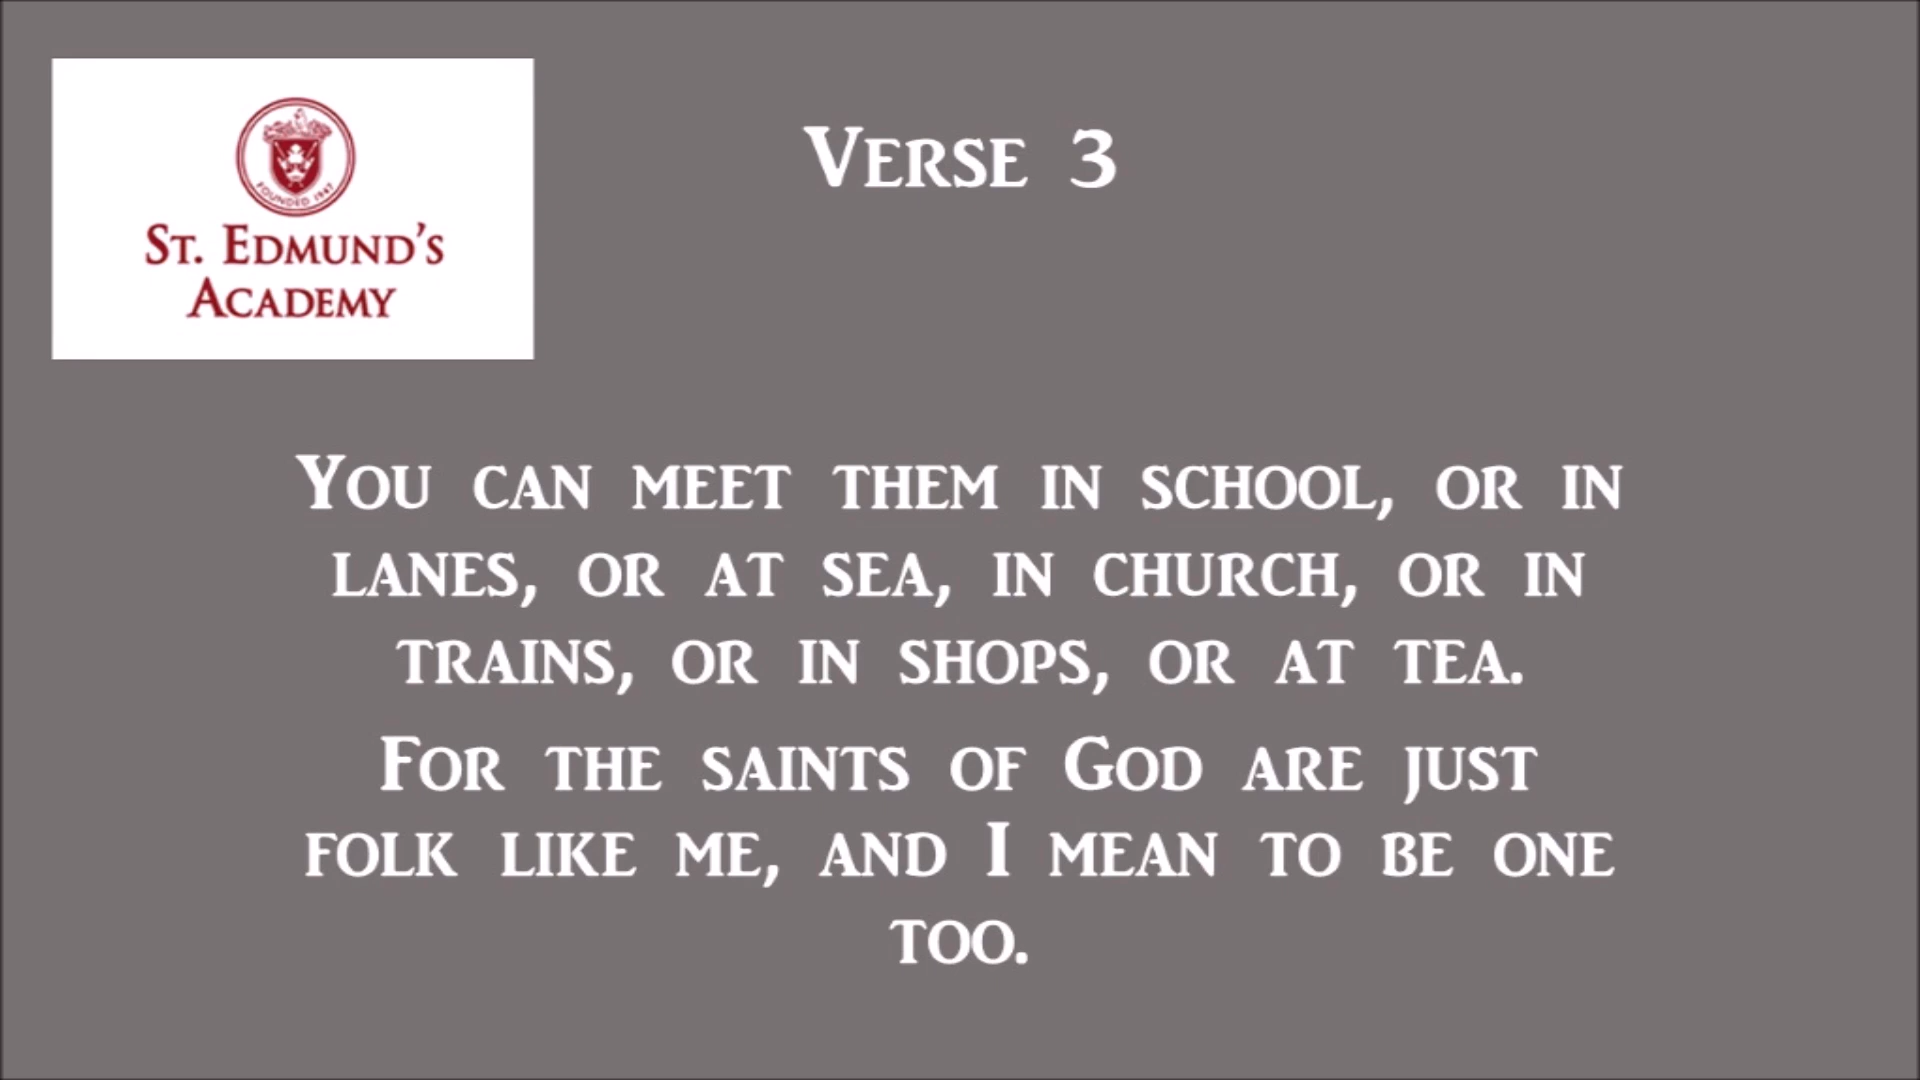 FOUNDED 1947
St. Edmund's
Academy
Verse 3
You can meet them in school, or in
lanes, or at sea, in church, or in
trains, or in shops, or at tea.
For the saints of God are just
folk like me, and I mean to be one
too.